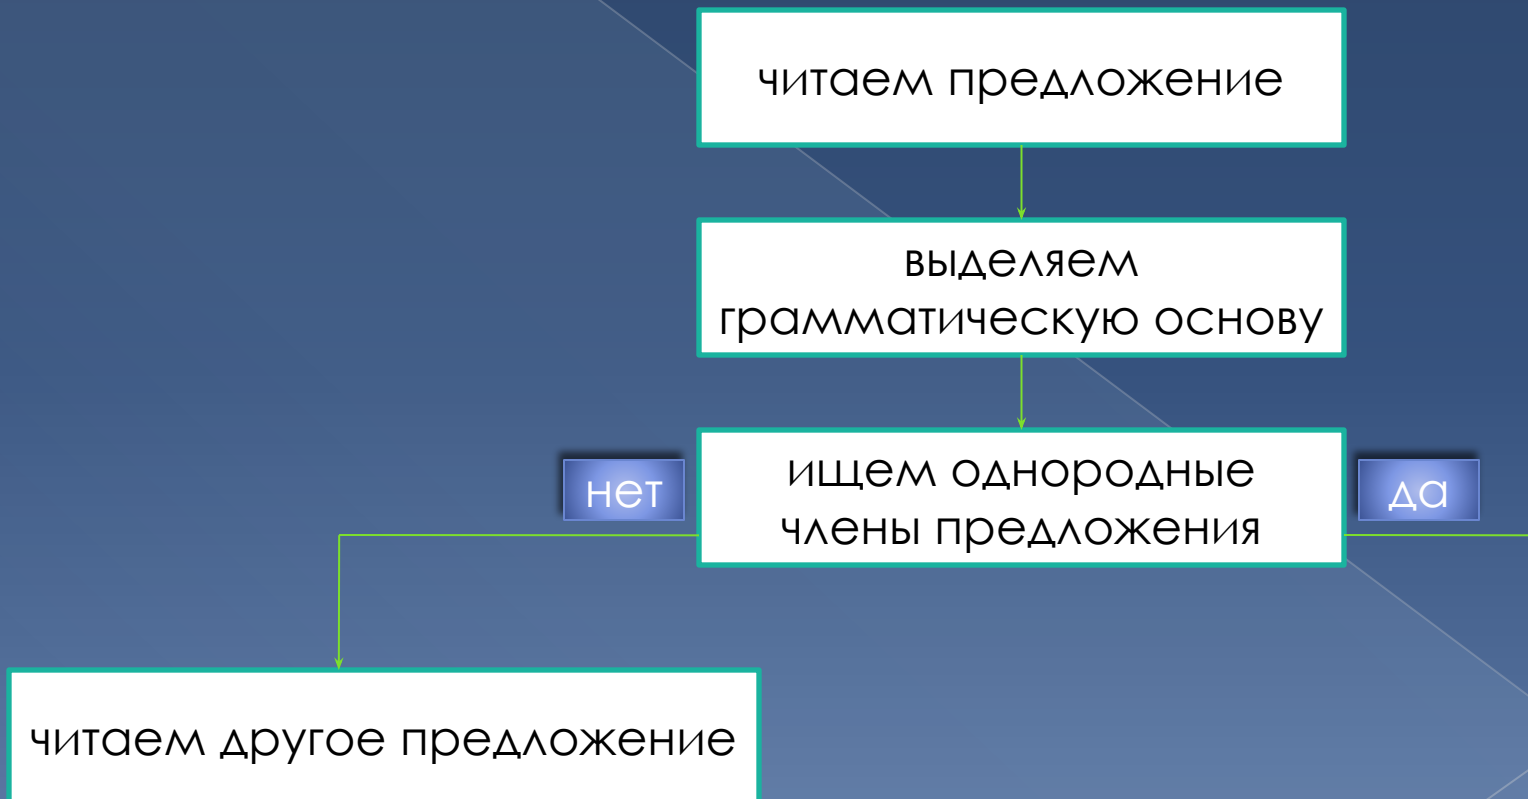 читаем предложение
выделяем
грамматическую основу
нет
ищем однородные
члены предложения
да
читаем другое предложение